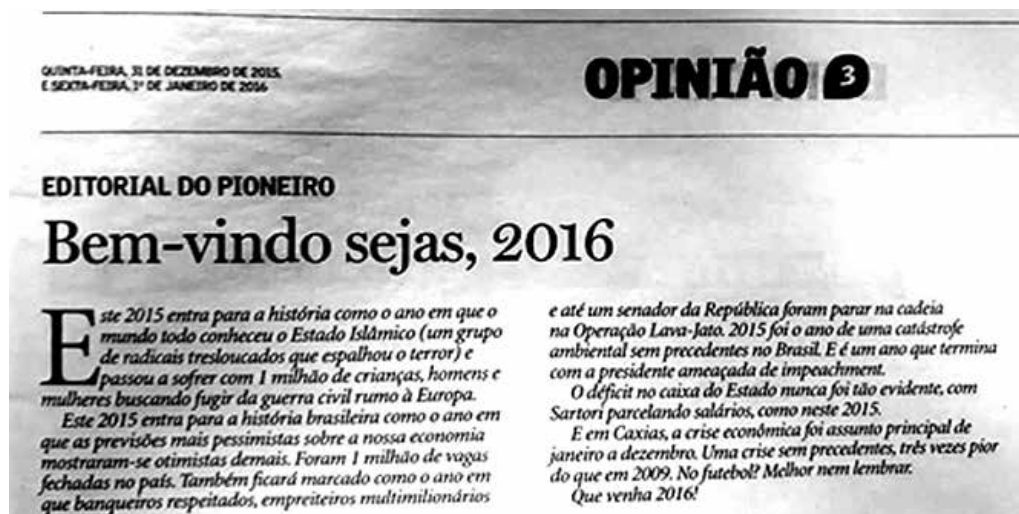 QUINTA-FEIRA, 31 DE DEZEMBRO DE 2015,
E SEXTA-FEIRA, 1º DE JANEIRO DE 2016
OPINIÃO 3
EDITORIAL DO PIONEIRO
Bem-vindo sejas, 2016
Este 2015 entra para a história como o ano em que o
mundo todo conheceu o Estado Islâmico (um grupo
de radicais tresloucados que espalhou o terror) e
passou a sofrer com 1 milhão de crianças, homens e
mulheres buscando fugir da guerra civil rumo à Europa.
Este 2015 entra para a história brasileira como o ano em
que as previsões mais pessimistas sobre a nossa economia
mostraram-se otimistas demais. Foram 1 milhão de vagas
fechadas no país. Também ficará marcado como o ano em
que banqueiros respeitados, empreiteiros multimilionários
e até um senador da República foram parar na cadeia
na Operação Lava-Jato. 2015 foi o ano de uma catástrofe
ambiental sem precedentes no Brasil. E é um ano que termina
com a presidente ameaçada de impeachment.
O déficit no caixa do Estado nunca foi tão evidente, com
Sartori parcelando salários, como neste 2015.
E em Caxias, a crise econômica foi assunto principal de
janeiro a dezembro. Uma crise sem precedentes, três vezes pior
do que em 2009. No futebol? Melhor nem lembrar.
Que venha 2016!